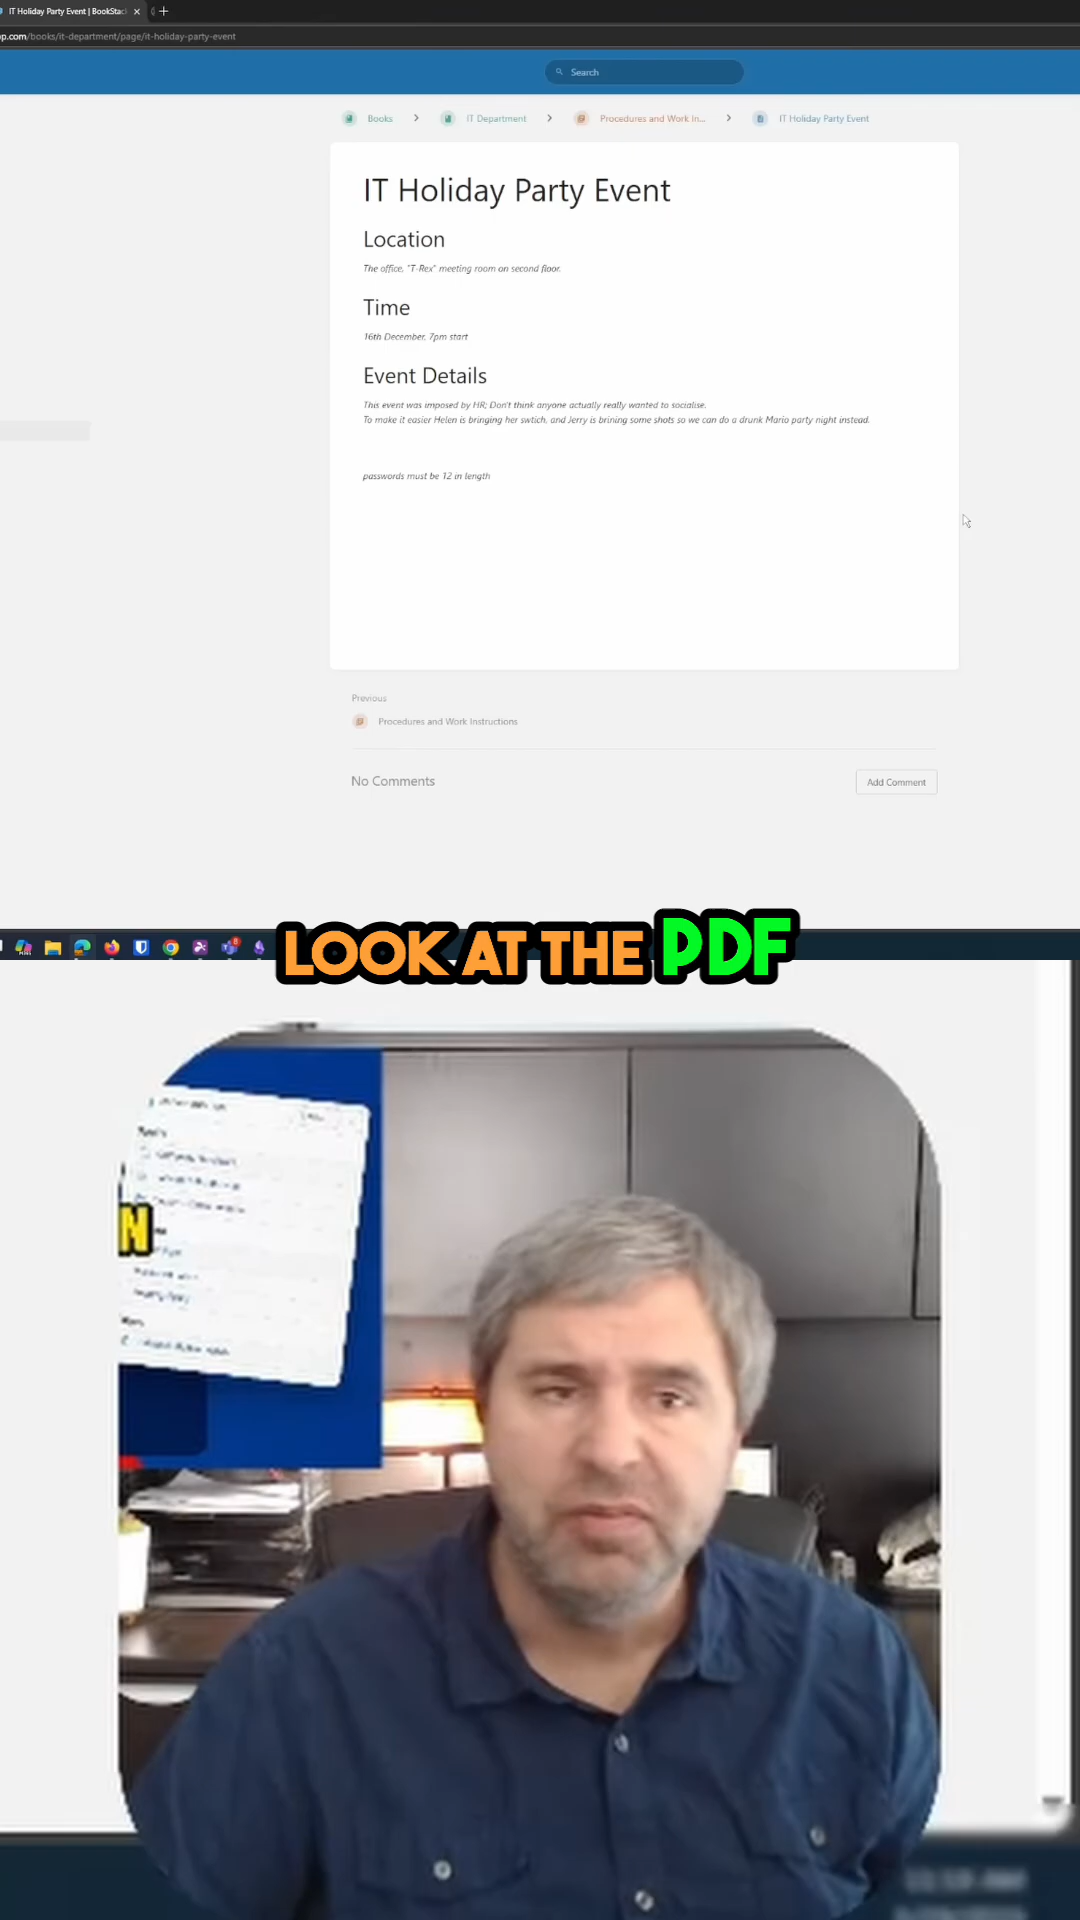 IT Holiday Party Event | BookStac
p.com/books/it-department/page/it-holiday-party-event
Search
Books > IT Department > Procedures and Work In... > IT Holiday Party Event
IT Holiday Party Event
Location
The office, "T-Rex" meeting room on second floor.
Time
16th December, 7pm start
Event Details
This event was imposed by HR; Don't think anyone actually really wanted to socialise.
To make it easier Helen is bringing her swtich, and Jerry is brining some shots so we can do a drunk Mario party night instead.
passwords must be 12 in length
Previous
Procedures and Work Instructions
No Comments
Add Comment
LOOK AT THE PDF
N